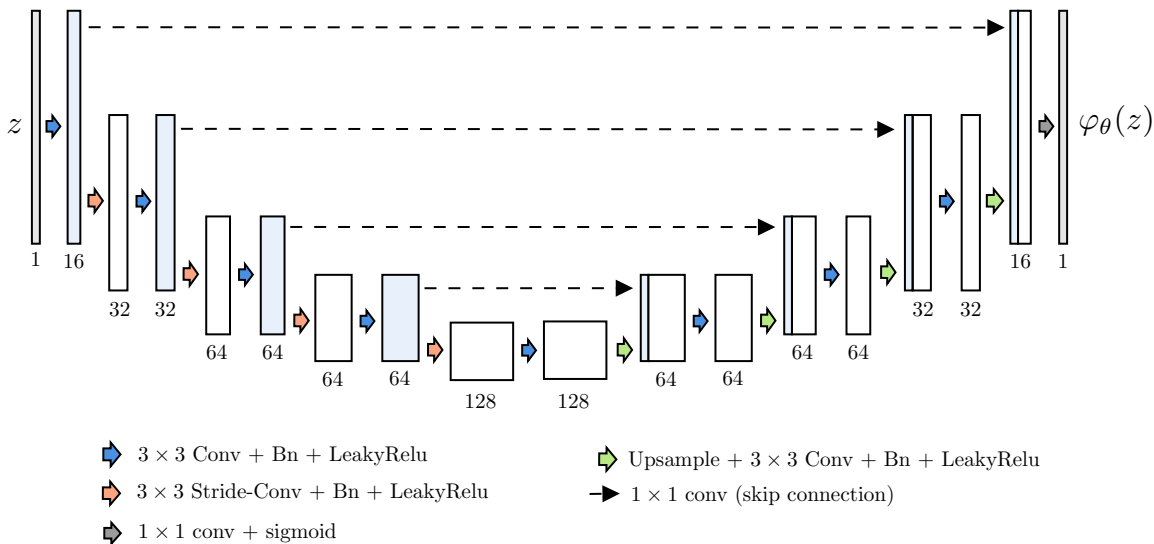 z
φ_θ(z)
1
16
32 32
64 64
64 64
128 128
64 64
64 64
32 32
16
1
3 × 3 Conv + Bn + LeakyRelu
3 × 3 Stride-Conv + Bn + LeakyRelu
1 × 1 conv + sigmoid
Upsample + 3 × 3 Conv + Bn + LeakyRelu
1 × 1 conv (skip connection)